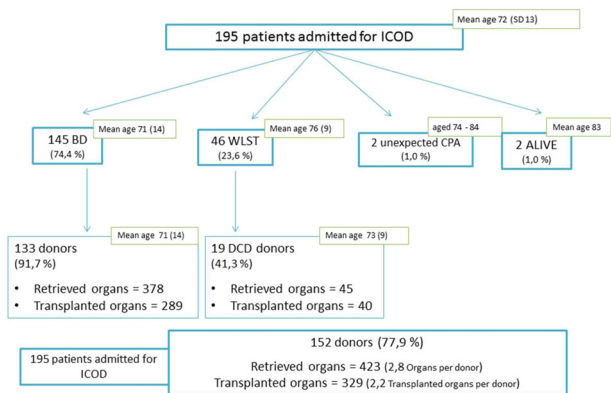 Mean age 72 (SD 13)
195 patients admitted for ICOD
Mean age 71 (14)
145 BD
(74,4 %)
Mean age 76 (9)
46 WLST
(23,6 %)
aged 74 - 84
2 unexpected CPA
(1,0 %)
Mean age 83
2 ALIVE
(1,0 %)
Mean age 71 (14)
133 donors
(91,7 %)
• Retrieved organs = 378
• Transplanted organs = 289
Mean age 73 (9)
19 DCD donors
(41,3 %)
• Retrieved organs = 45
• Transplanted organs = 40
195 patients admitted for
ICOD
152 donors (77,9 %)
Retrieved organs = 423 (2,8 Organs per donor)
Transplanted organs = 329 (2,2 Transplanted organs per donor)